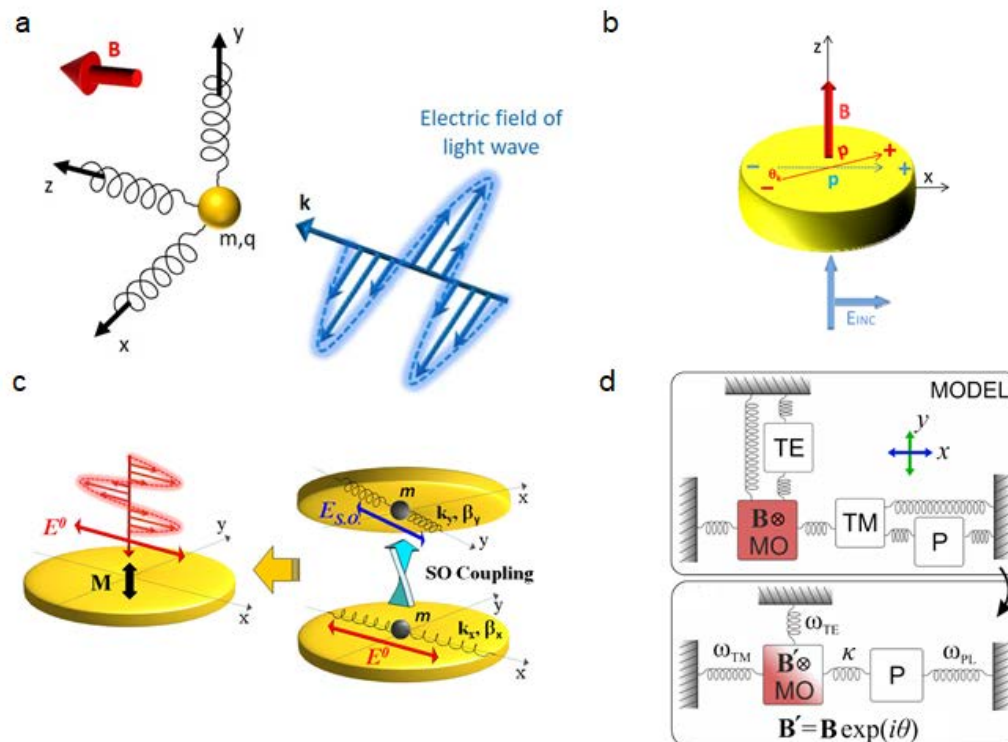 a
B
y
z
m,q
x
k
Electric field of
light wave
b
z
B
p
θk
p
x
EINC
c
E⁰
y
M
x
m
x
Es.o.
ky, βy
y
SO Coupling
m
y
kx, βx
E⁰
x
d
MODEL
TE
y
x
B⊗
MO
TM
P
ωTE
ωTM
B′⊗
MO
κ
P
ωPL
B′=B exp(iθ)